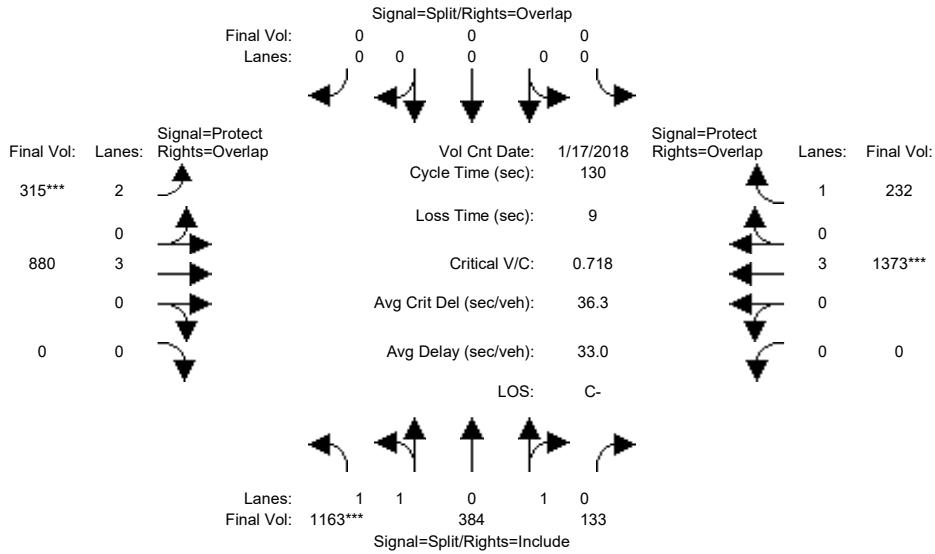 Signal=Split/Rights=Overlap
Final Vol: 0 0 0
Lanes: 0 0 0 0 0
Signal=Protect Signal=Protect
Final Vol: Lanes: Rights=Overlap Vol Cnt Date: 1/17/2018 Rights=Overlap Lanes: Final Vol:
Cycle Time (sec): 130
315*** 2 1 232
Loss Time (sec): 9
0 0
880 3 Critical V/C: 0.718 3 1373***
0 Avg Crit Del (sec/veh): 36.3 0
0 0 Avg Delay (sec/veh): 33.0 0 0
LOS: C-
Lanes: 1 1 0 1 0
Final Vol: 1163*** 384 133
Signal=Split/Rights=Include